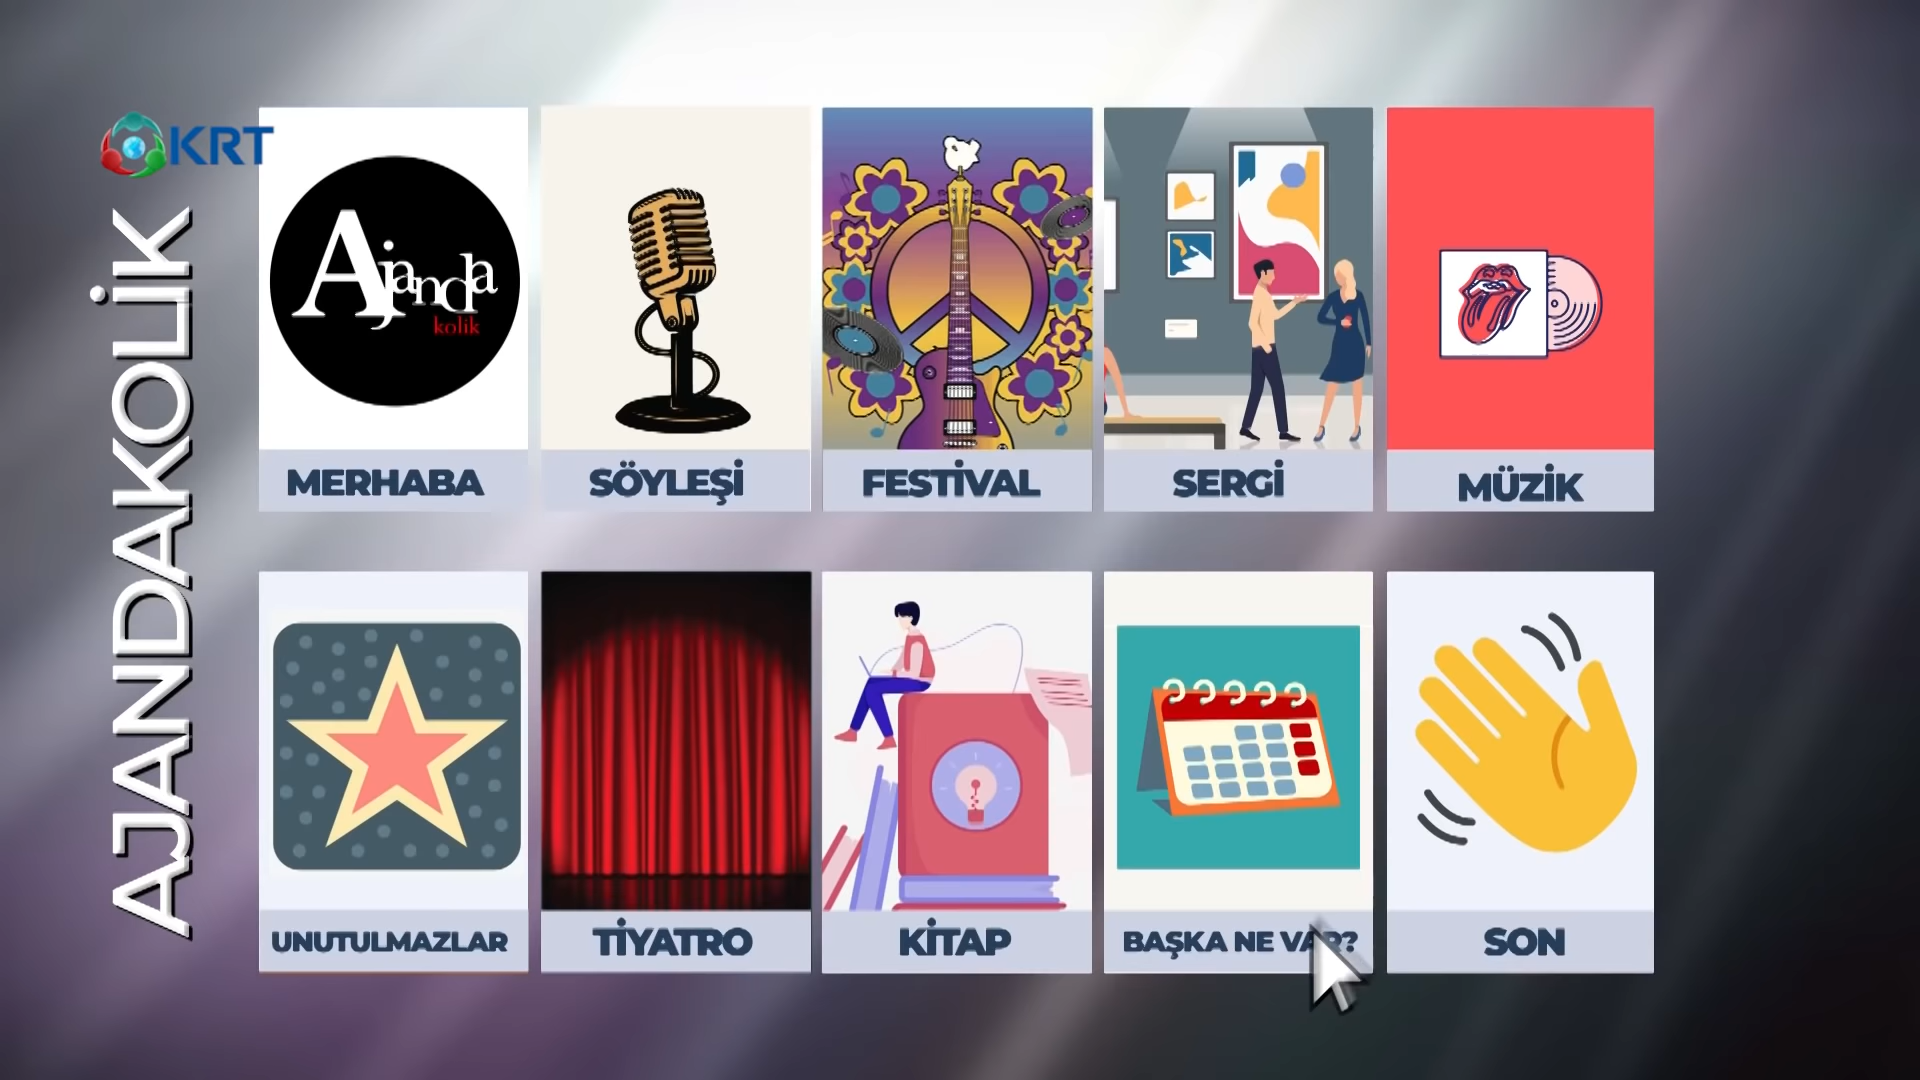 KRT
AJANDAKOLİK
Ajanda
kolik
MERHABA
SÖYLEŞİ
FESTİVAL
SERGİ
MÜZİK
UNUTULMAZLAR
TİYATRO
KİTAP
BAŞKA NE VAR?
SON